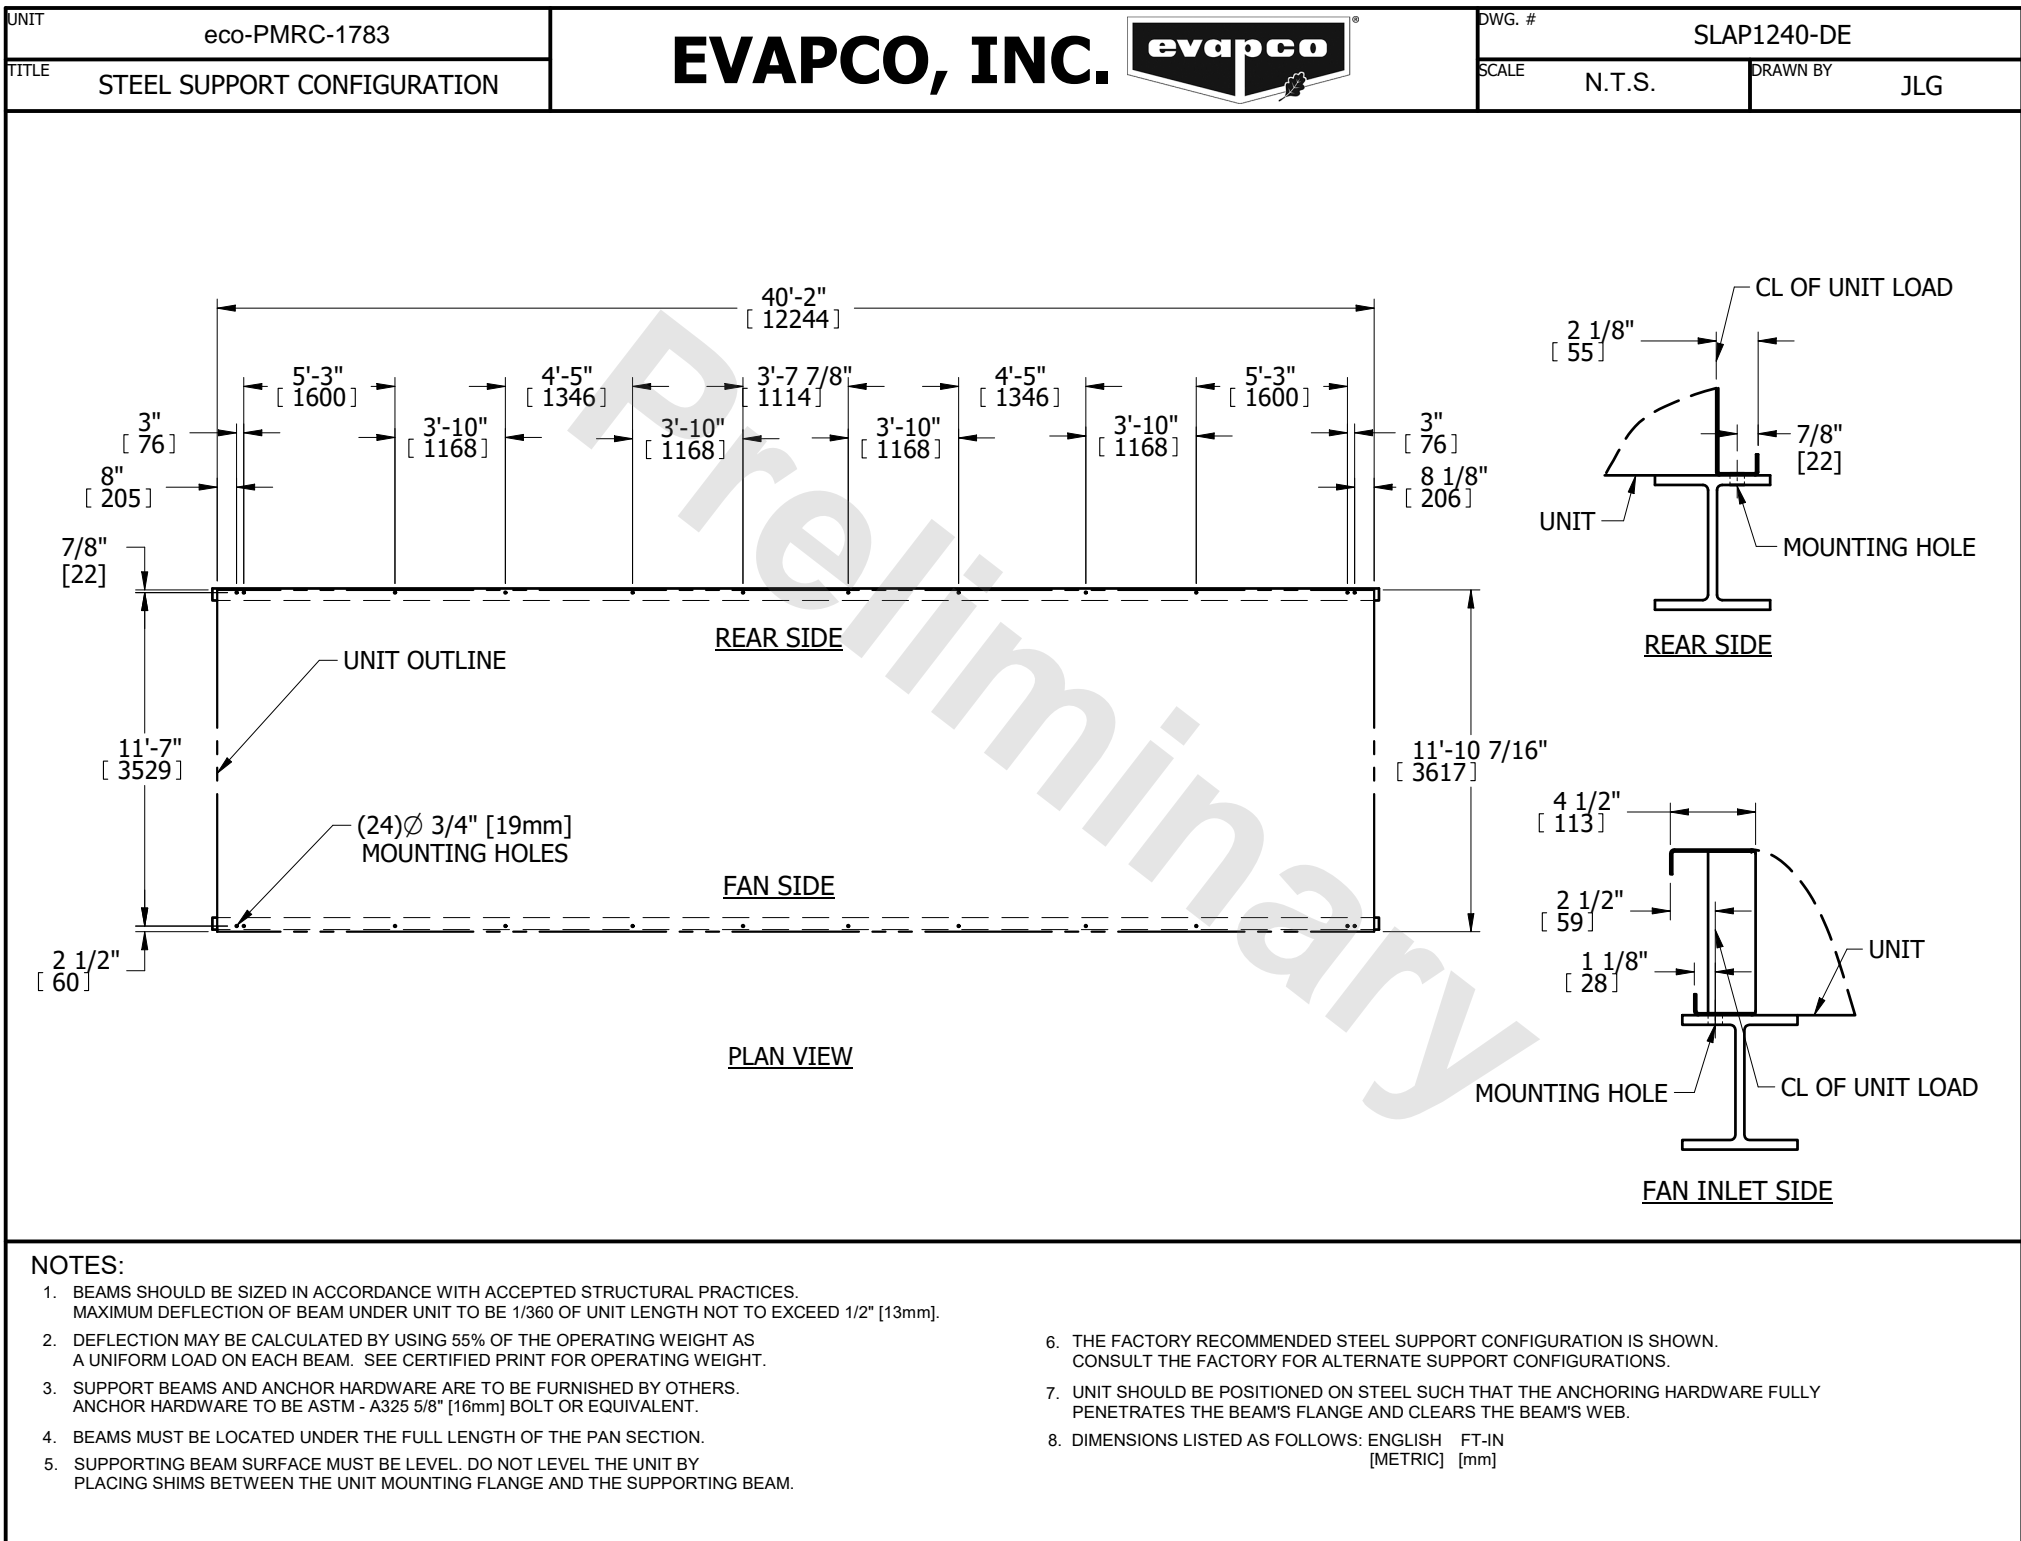 UNIT
eco-PMRC-1783
TITLE
STEEL SUPPORT CONFIGURATION
EVAPCO, INC.
evapco
®
DWG. #
SLAP1240-DE
SCALE
N.T.S.
DRAWN BY
JLG
40'-2"
[ 12244 ]
5'-3"
[ 1600 ]
4'-5"
[ 1346 ]
3'-7 7/8"
[ 1114 ]
4'-5"
[ 1346 ]
5'-3"
[ 1600 ]
3"
[ 76 ]
3'-10"
[ 1168 ]
3'-10"
[ 1168 ]
3'-10"
[ 1168 ]
3'-10"
[ 1168 ]
3"
[ 76 ]
8"
[ 205 ]
8 1/8"
[ 206 ]
7/8"
[22]
REAR SIDE
UNIT OUTLINE
11'-7"
[ 3529 ]
11'-10 7/16"
[ 3617 ]
(24)Ø 3/4" [19mm]
MOUNTING HOLES
FAN SIDE
2 1/2"
[ 60 ]
PLAN VIEW
Preliminary
CL OF UNIT LOAD
2 1/8"
[ 55 ]
7/8"
[22]
UNIT
MOUNTING HOLE
REAR SIDE
4 1/2"
[ 113 ]
2 1/2"
[ 59 ]
1 1/8"
[ 28 ]
UNIT
MOUNTING HOLE
CL OF UNIT LOAD
FAN INLET SIDE
NOTES:
1. BEAMS SHOULD BE SIZED IN ACCORDANCE WITH ACCEPTED STRUCTURAL PRACTICES.
MAXIMUM DEFLECTION OF BEAM UNDER UNIT TO BE 1/360 OF UNIT LENGTH NOT TO EXCEED 1/2" [13mm].
2. DEFLECTION MAY BE CALCULATED BY USING 55% OF THE OPERATING WEIGHT AS
A UNIFORM LOAD ON EACH BEAM. SEE CERTIFIED PRINT FOR OPERATING WEIGHT.
3. SUPPORT BEAMS AND ANCHOR HARDWARE ARE TO BE FURNISHED BY OTHERS.
ANCHOR HARDWARE TO BE ASTM - A325 5/8" [16mm] BOLT OR EQUIVALENT.
4. BEAMS MUST BE LOCATED UNDER THE FULL LENGTH OF THE PAN SECTION.
5. SUPPORTING BEAM SURFACE MUST BE LEVEL. DO NOT LEVEL THE UNIT BY
PLACING SHIMS BETWEEN THE UNIT MOUNTING FLANGE AND THE SUPPORTING BEAM.
6. THE FACTORY RECOMMENDED STEEL SUPPORT CONFIGURATION IS SHOWN.
CONSULT THE FACTORY FOR ALTERNATE SUPPORT CONFIGURATIONS.
7. UNIT SHOULD BE POSITIONED ON STEEL SUCH THAT THE ANCHORING HARDWARE FULLY
PENETRATES THE BEAM'S FLANGE AND CLEARS THE BEAM'S WEB.
8. DIMENSIONS LISTED AS FOLLOWS: ENGLISH FT-IN
[METRIC] [mm]